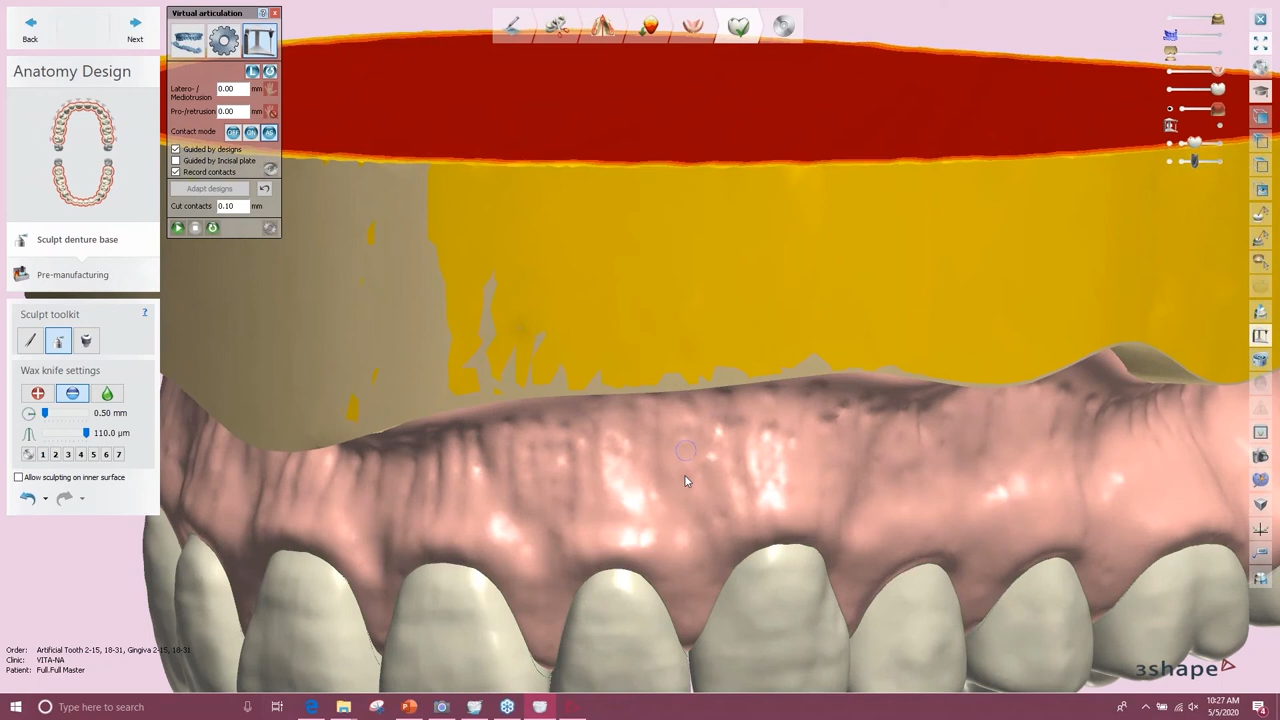 Back
Next
Anatomy Design
Sculpt denture base
Pre-manufacturing
Sculpt toolkit
?
Wax knife settings
0.50 mm
110.0 µm
1 2 3 4 5 6 7
Allow sculpting on inner surface
Virtual articulation
?
Latero- /
Mediotrusion
0.00
mm
Pro-/retrusion
0.00
mm
Contact mode
OFF
ON
Guided by designs
Guided by Incisal plate
Record contacts
Adapt designs
Cut contacts
0.10
mm
Order: Artificial Tooth 2-15, 18-31, Gingiva 2-15, 18-31
Clinic: VITA-NA
Patient: Full.Full Master
3shape
Type here to search
10:27 AM
5/5/2020
4